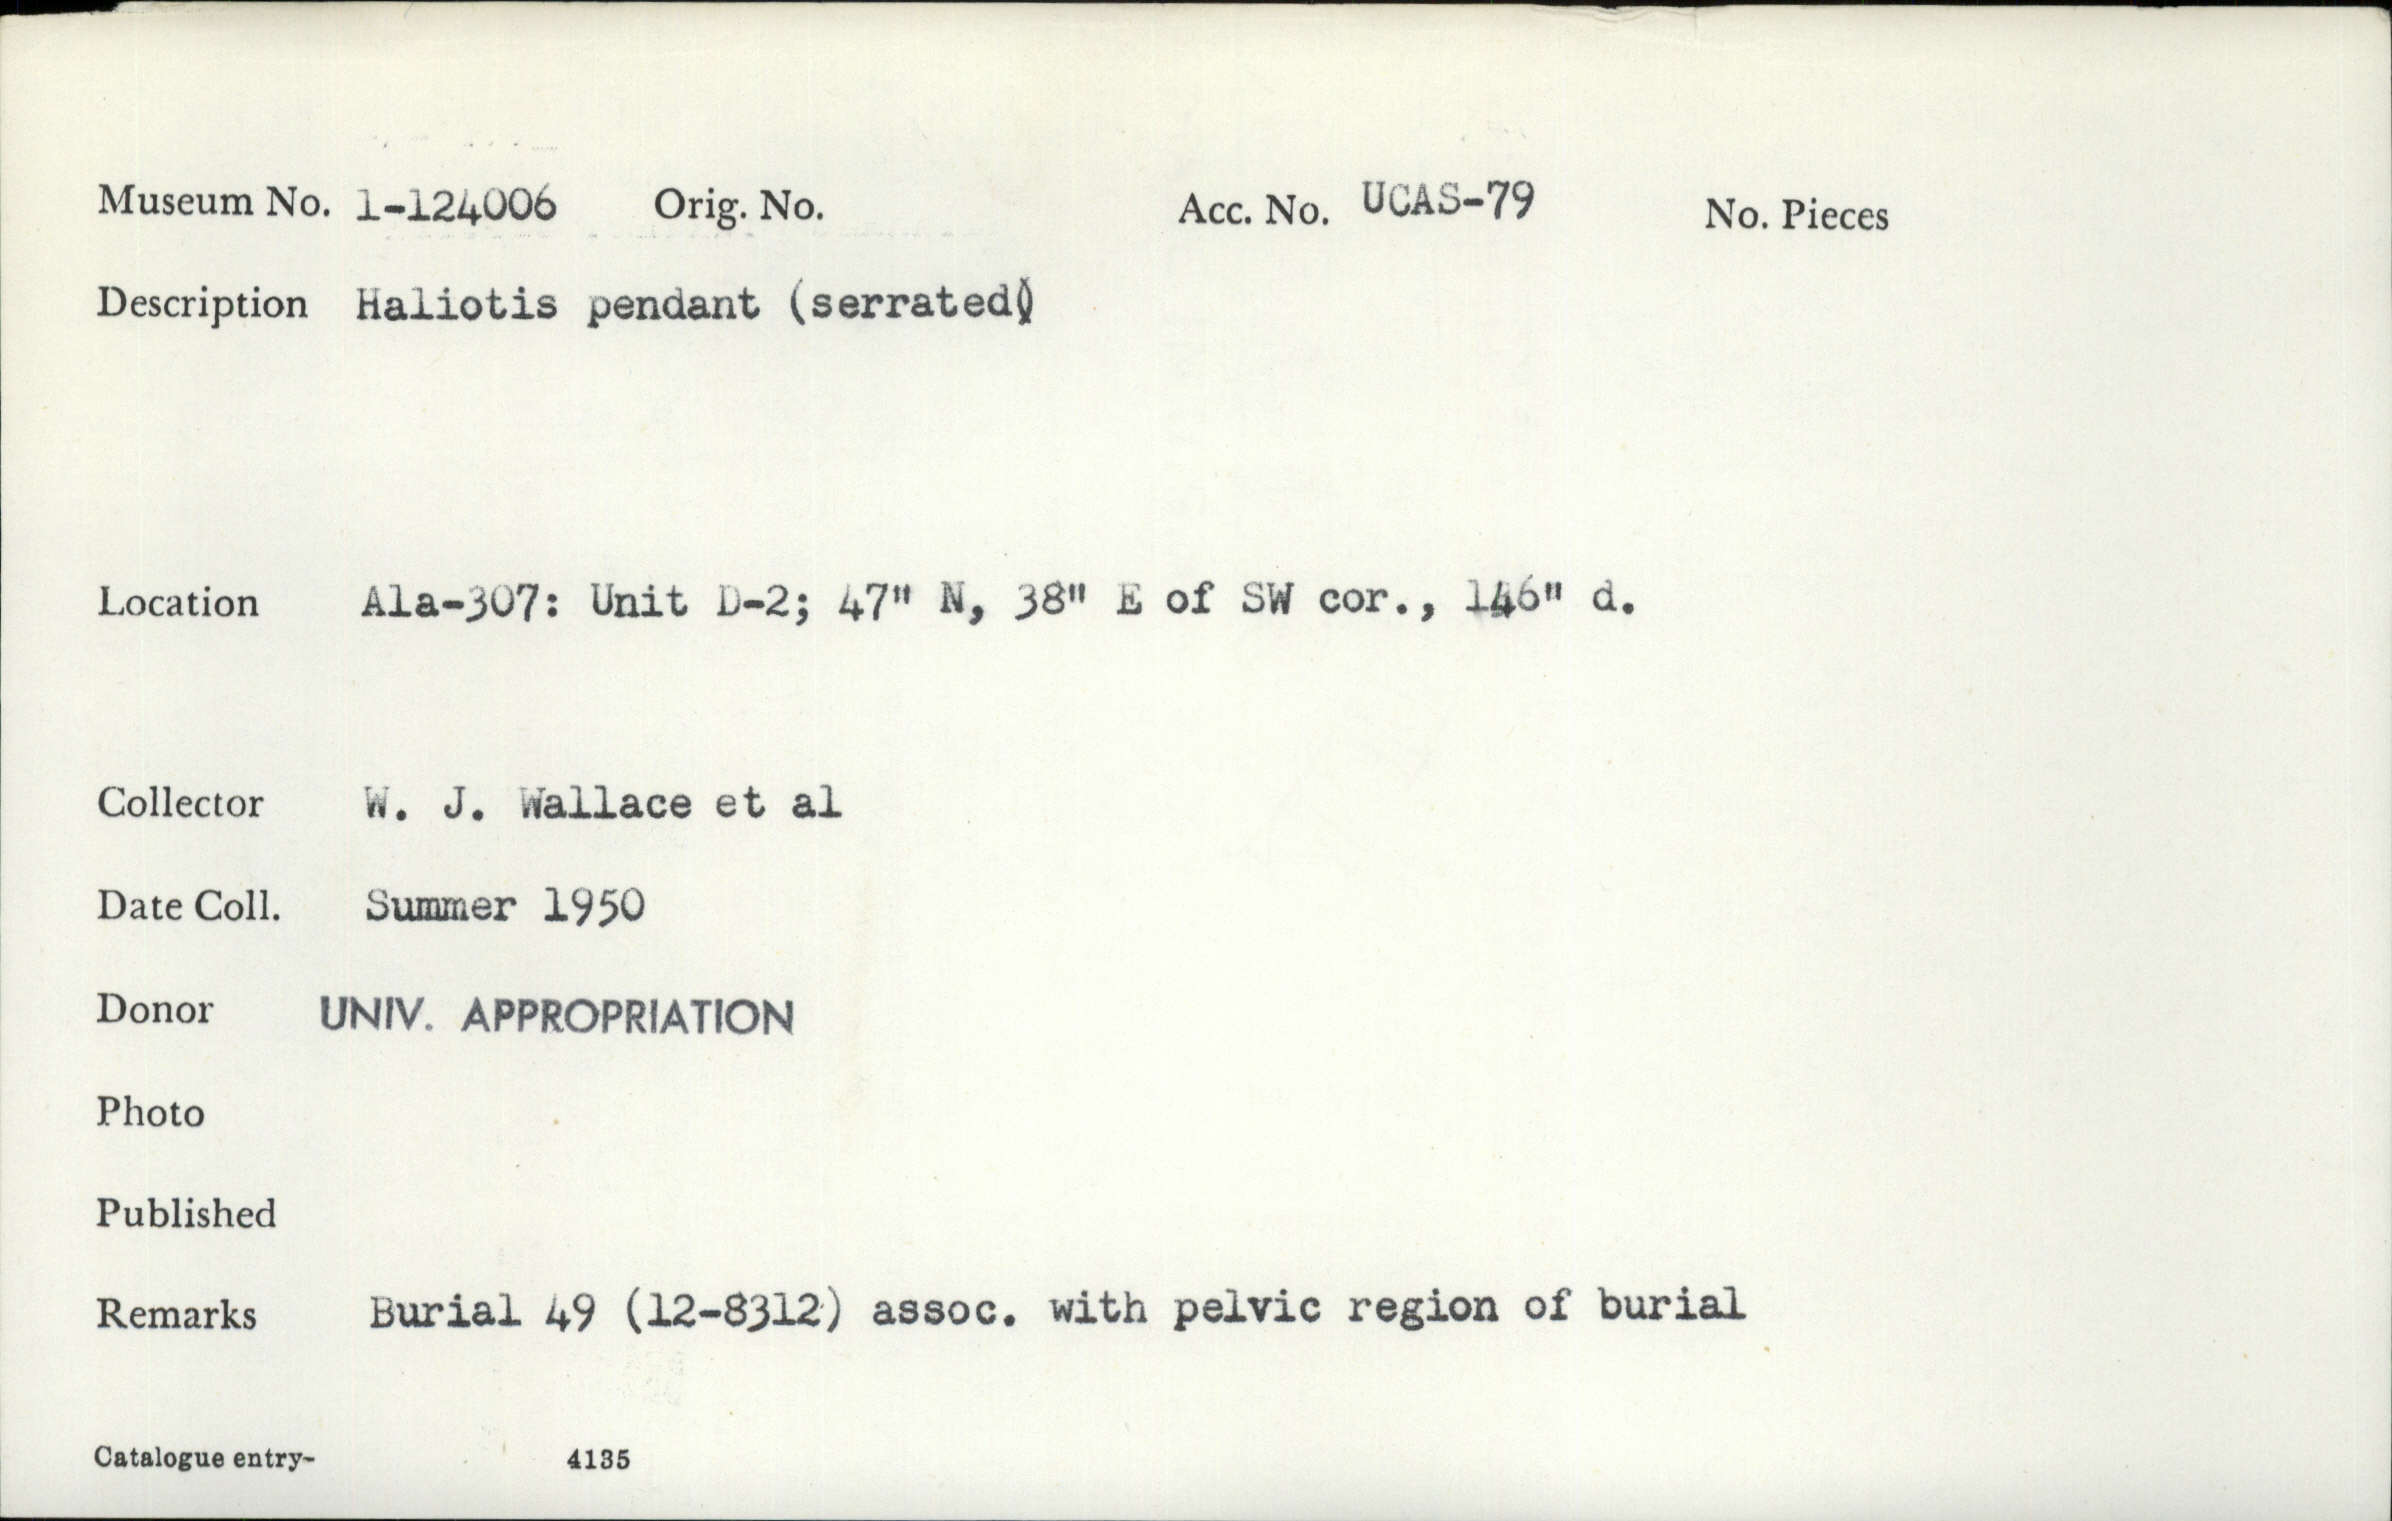 Museum No. 1-124006 Orig. No. Acc. No. UCAS-79 No. Pieces
Description Haliotis pendant (serrated)
Location Ala-307: Unit D-2; 47" N, 38" E of SW cor., 146" d.
Collector W. J. Wallace et al
Date Coll. Summer 1950
Donor UNIV. APPROPRIATION
Photo
Published
Remarks Burial 49 (12-8312) assoc. with pelvic region of burial
Catalogue entry- 4135